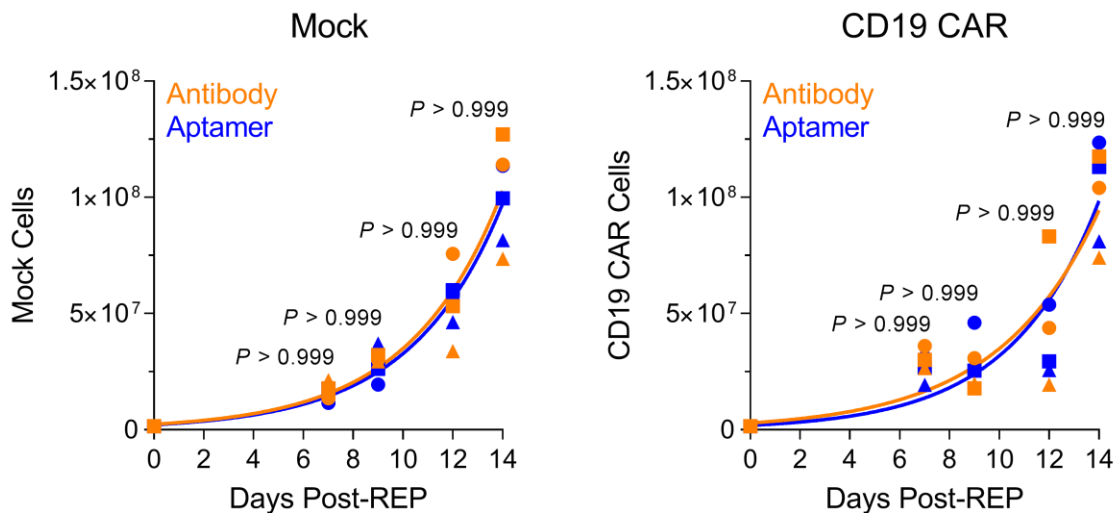 Mock
1.5×10⁸
1×10⁸
5×10⁷
0
Mock Cells
Antibody
Aptamer
P > 0.999
P > 0.999
P > 0.999
P > 0.999
0 2 4 6 8 10 12 14
Days Post-REP
CD19 CAR
1.5×10⁸
1×10⁸
5×10⁷
0
CD19 CAR Cells
Antibody
Aptamer
P > 0.999
P > 0.999
P > 0.999
P > 0.999
0 2 4 6 8 10 12 14
Days Post-REP